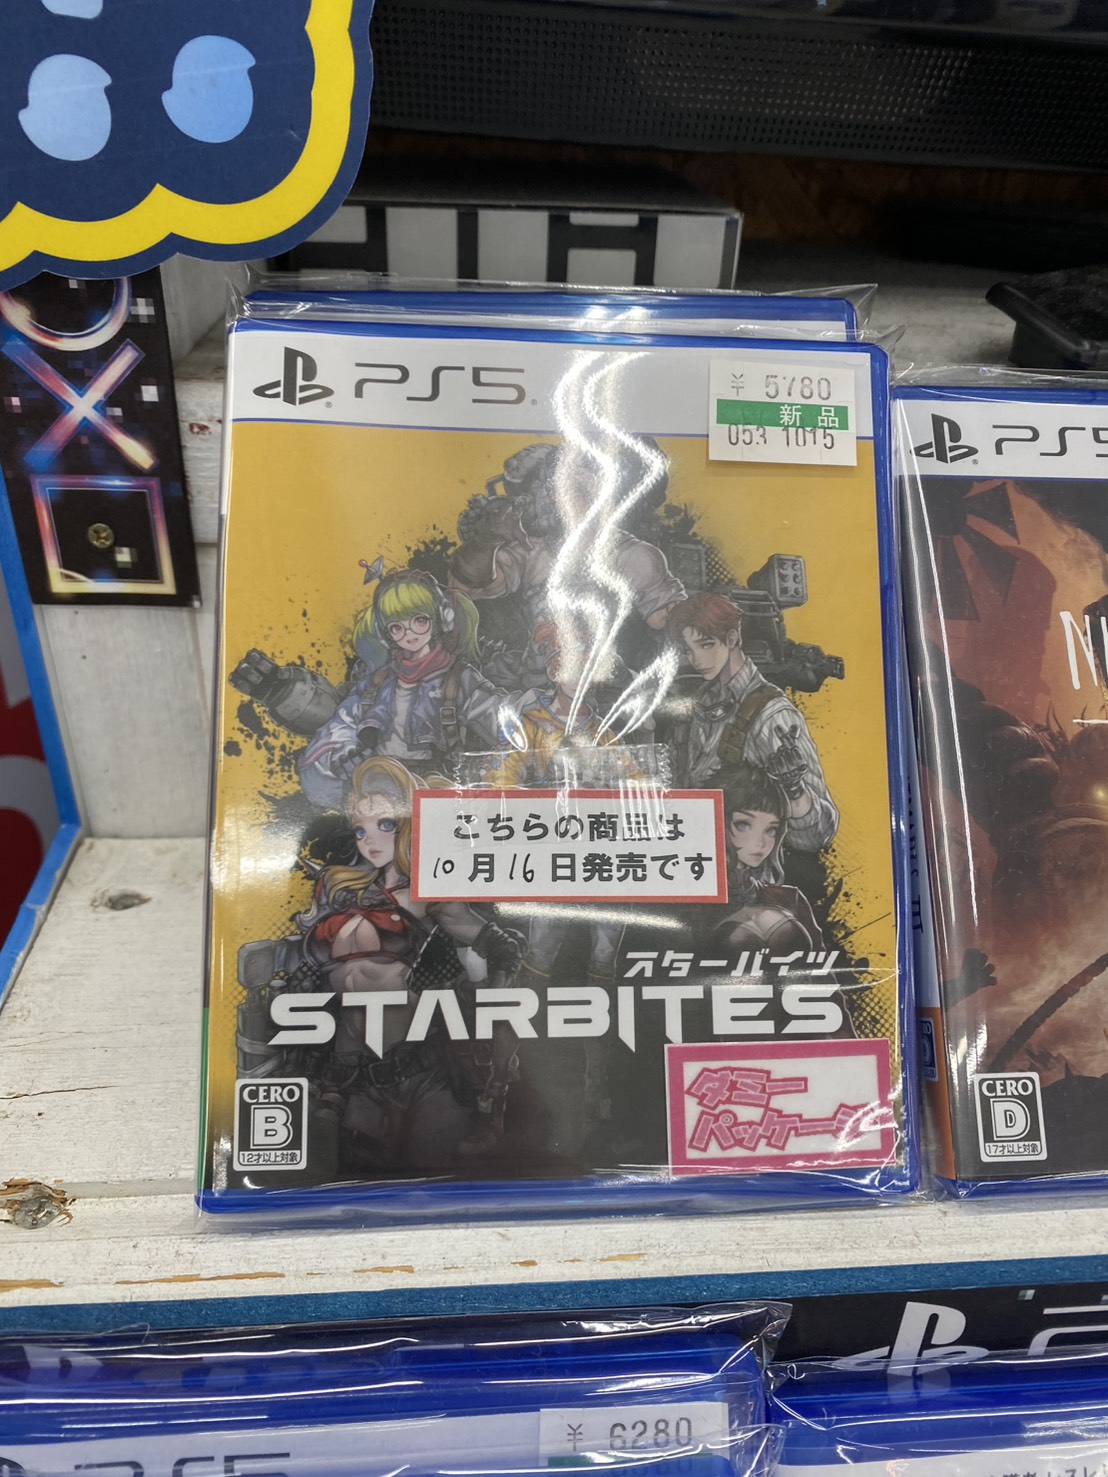 PS5
¥ 5780
新品
053 1015
こちらの商品は
10月16日発売です
スターバイツ
STARBITES
CERO
B
12才以上対象
ダミー
パッケージ
PS5
CERO
D
17才以上対象
¥ 6280
PS5